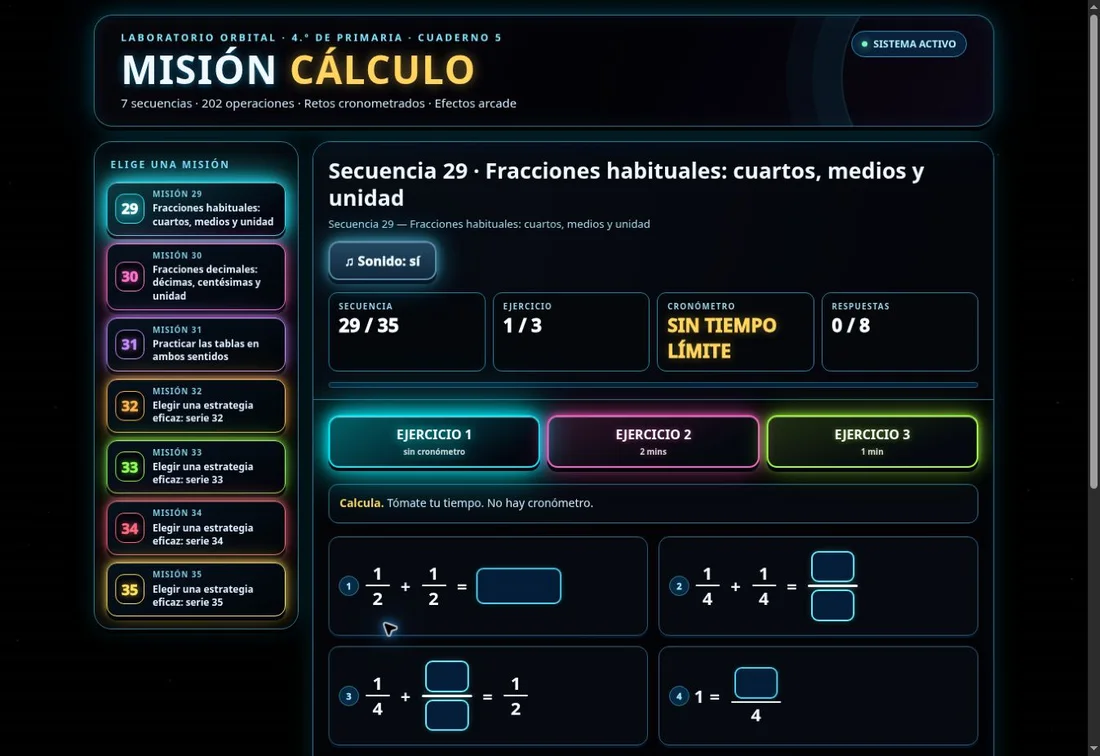 LABORATORIO ORBITAL · 4.º DE PRIMARIA · CUADERNO 5
MISIÓN CÁLCULO
7 secuencias · 202 operaciones · Retos cronometrados · Efectos arcade
SISTEMA ACTIVO
ELIGE UNA MISIÓN
29
MISIÓN 29
Fracciones habituales:
cuartos, medios y unidad
30
MISIÓN 30
Fracciones decimales:
décimas, centésimas y
unidad
31
MISIÓN 31
Practicar las tablas en
ambos sentidos
32
MISIÓN 32
Elegir una estrategia
eficaz: serie 32
33
MISIÓN 33
Elegir una estrategia
eficaz: serie 33
34
MISIÓN 34
Elegir una estrategia
eficaz: serie 34
35
MISIÓN 35
Elegir una estrategia
eficaz: serie 35
Secuencia 29 · Fracciones habituales: cuartos, medios y
unidad
Secuencia 29 — Fracciones habituales: cuartos, medios y unidad
♫ Sonido: sí
SECUENCIA
29 / 35
EJERCICIO
1 / 3
CRONÓMETRO
SIN TIEMPO
LÍMITE
RESPUESTAS
0 / 8
EJERCICIO 1
sin cronómetro
EJERCICIO 2
2 mins
EJERCICIO 3
1 min
Calcula. Tómate tu tiempo. No hay cronómetro.
1
1/2 + 1/2 =
2
1/4 + 1/4 =
3
1/4 + = 1/2
4
1 = /4